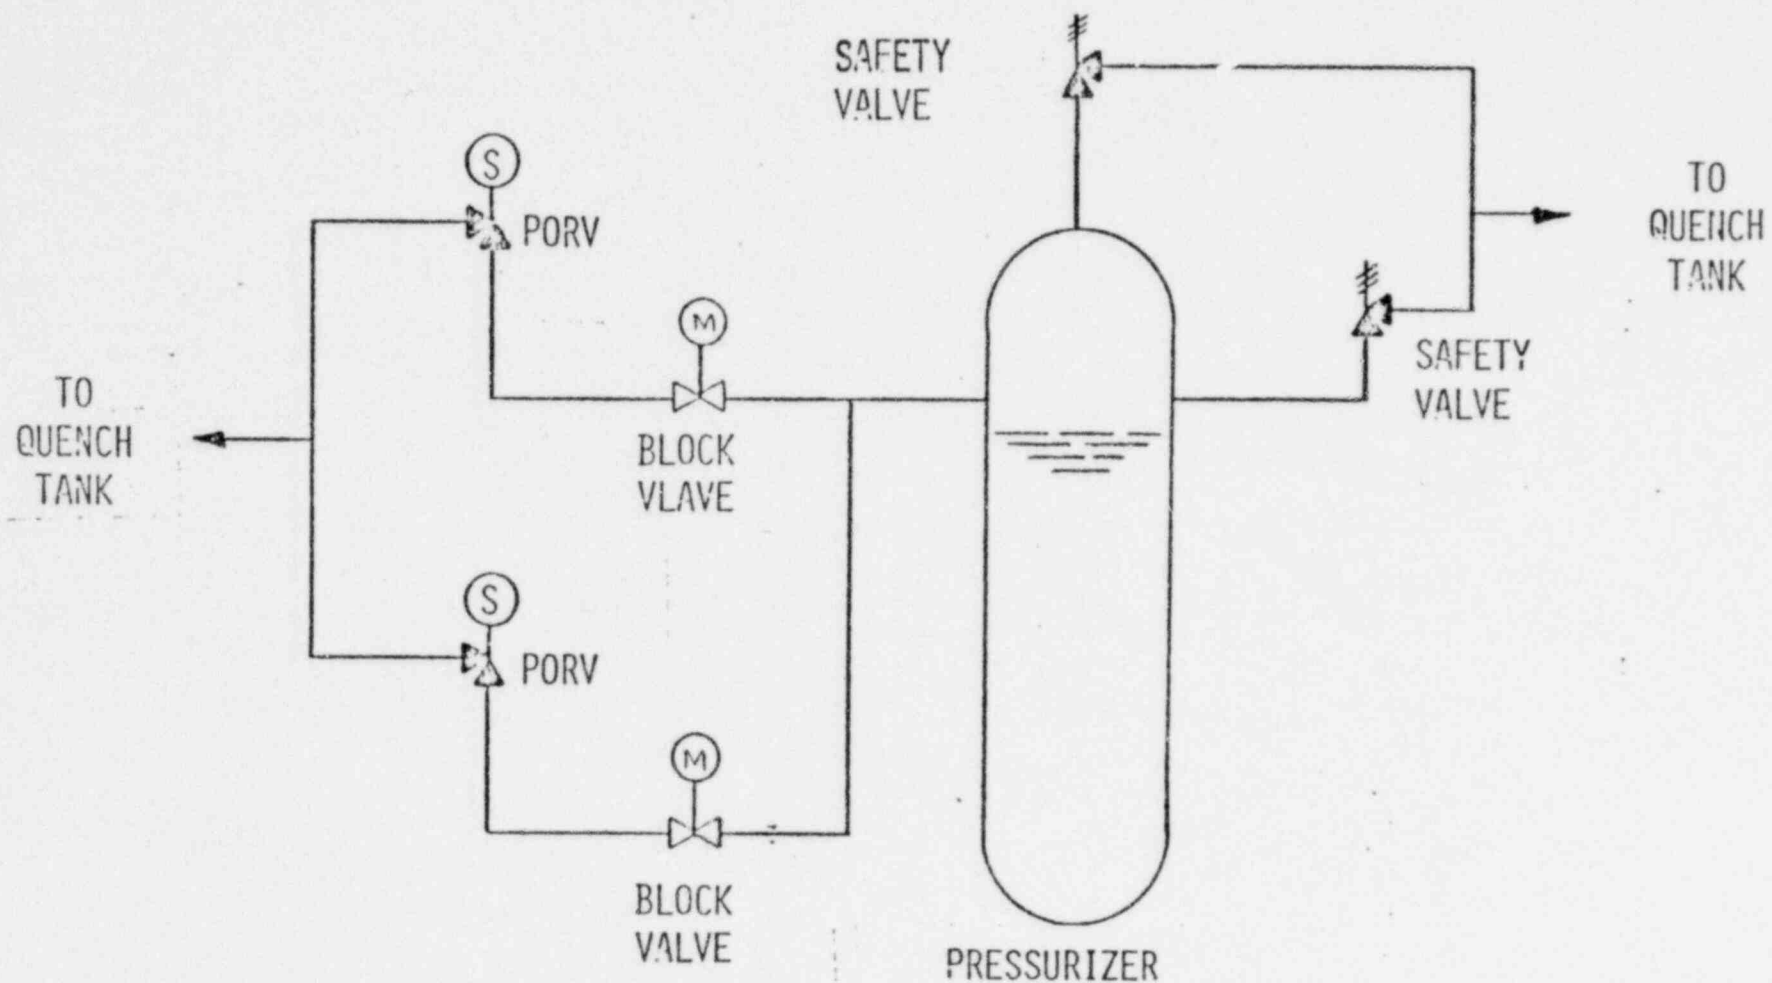 SAFETY
VALVE
S
PORV
TO
QUENCH
TANK
M
BLOCK
VLAVE
TO
QUENCH
TANK
SAFETY
VALVE
S
PORV
M
BLOCK
VALVE
PRESSURIZER